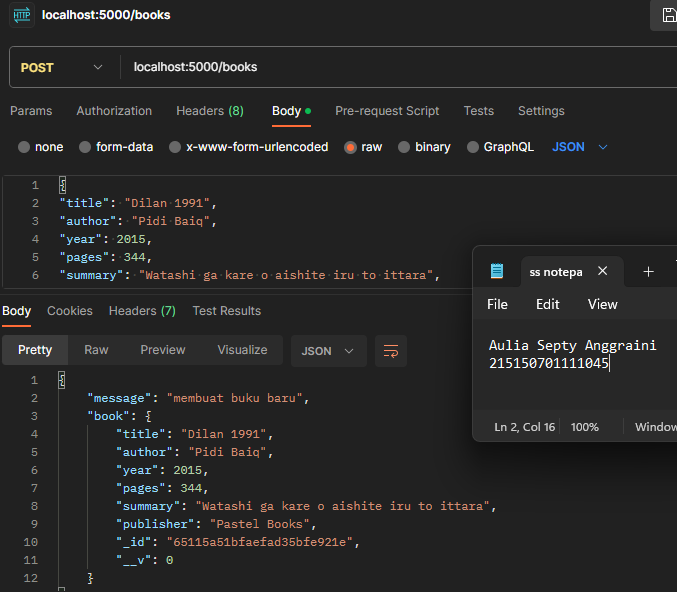 HTTP localhost:5000/books
POST localhost:5000/books
Params Authorization Headers (8) Body Pre-request Script Tests Settings
none form-data x-www-form-urlencoded raw binary GraphQL JSON
1 {
2 "title": "Dilan 1991",
3 "author": "Pidi Baiq",
4 "year": 2015,
5 "pages": 344,
6 "summary": "Watashi ga kare o aishite iru to ittara",
ss notepa
File Edit View
Aulia Septy Anggraini
215150701111045
Ln 2, Col 16 100% Window
Body Cookies Headers (7) Test Results
Pretty Raw Preview Visualize JSON
1 {
2 "message": "membuat buku baru",
3 "book": {
4 "title": "Dilan 1991",
5 "author": "Pidi Baiq",
6 "year": 2015,
7 "pages": 344,
8 "summary": "Watashi ga kare o aishite iru to ittara",
9 "publisher": "Pastel Books",
10 "_id": "65115a51bfaefad35bfe921e",
11 "__v": 0
12 }